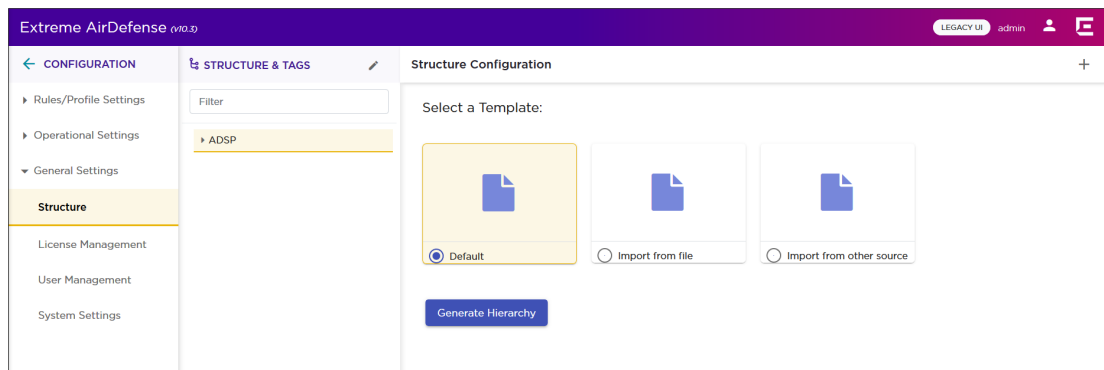 Extreme AirDefense (v10.3)
LEGACY UI
admin
CONFIGURATION
Rules/Profile Settings
Operational Settings
General Settings
Structure
License Management
User Management
System Settings
STRUCTURE & TAGS
Filter
ADSP
Structure Configuration
Select a Template:
Default
Import from file
Import from other source
Generate Hierarchy